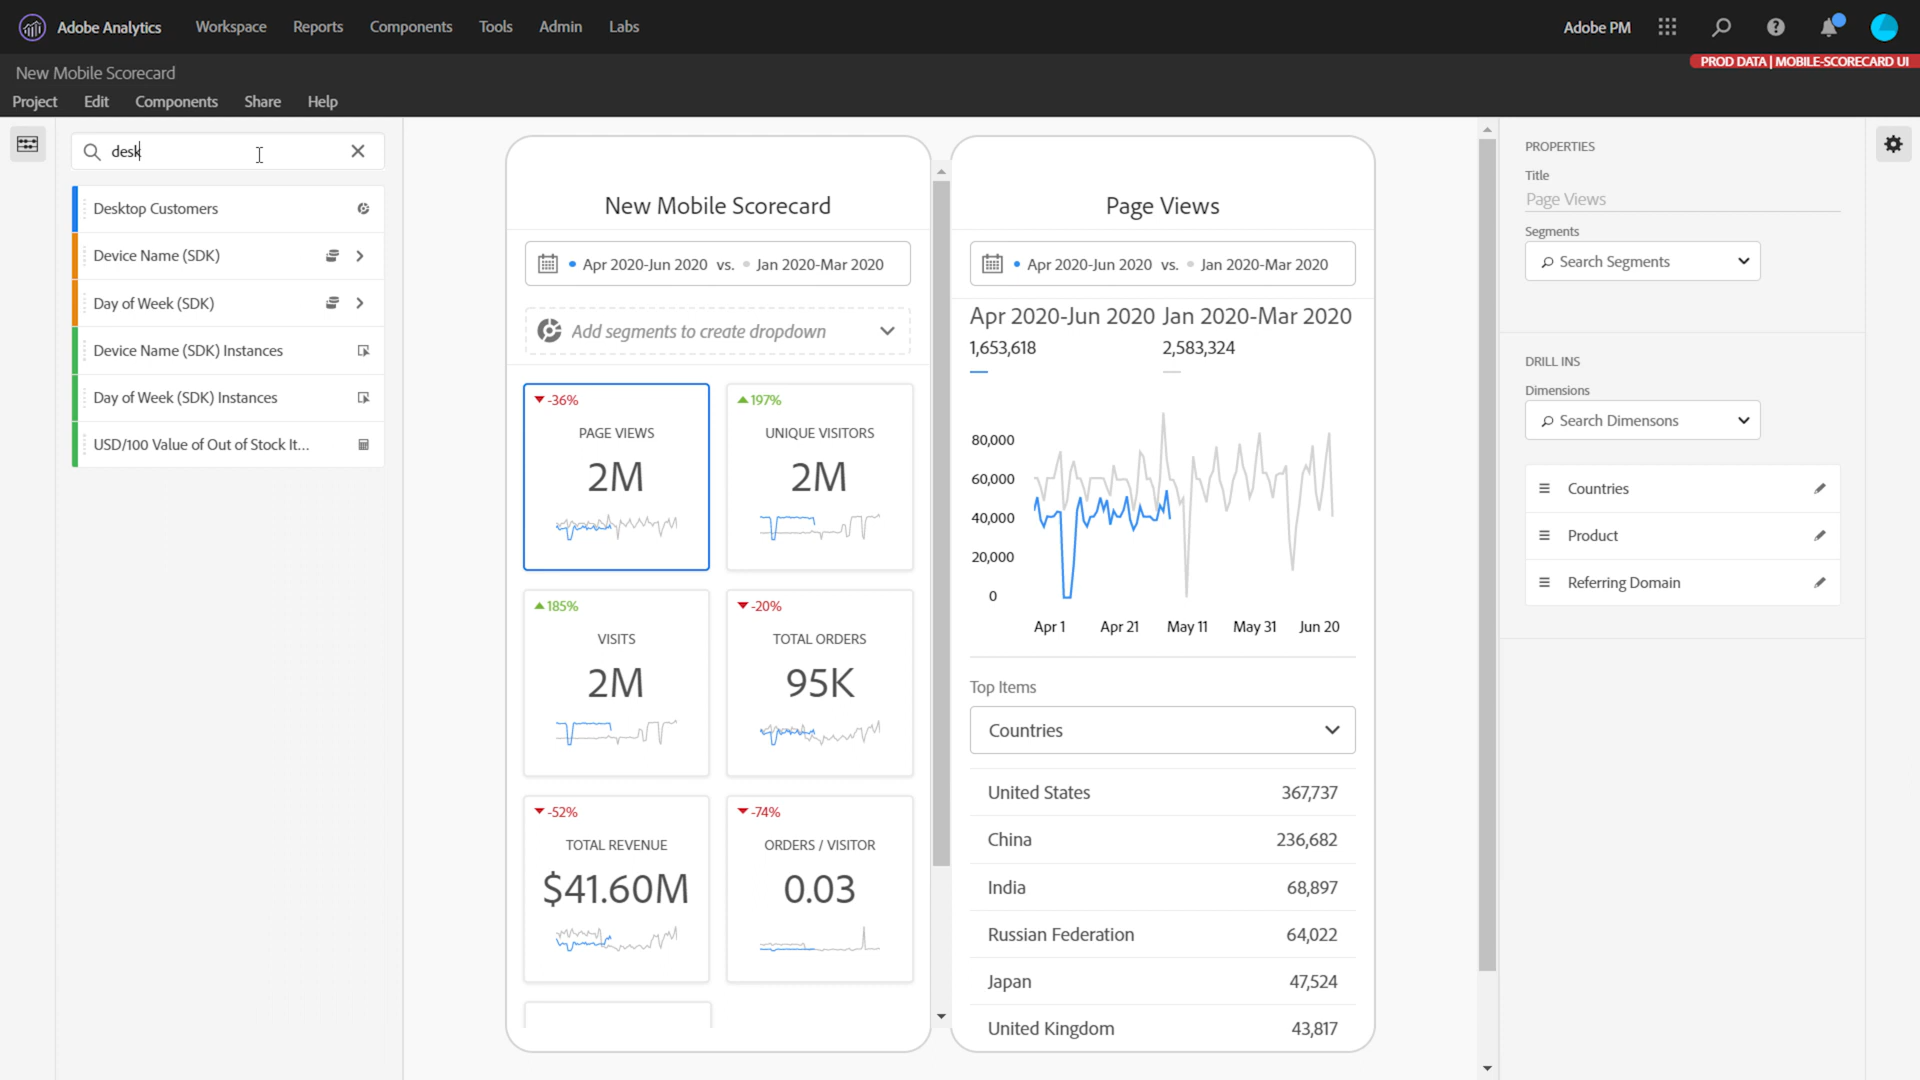 Adobe Analytics
Workspace
Reports
Components
Tools
Admin
Labs
Adobe PM
PROD DATA | MOBILE-SCORECARD UI
New Mobile Scorecard
Project
Edit
Components
Share
Help
desk
Desktop Customers
Device Name (SDK)
Day of Week (SDK)
Device Name (SDK) Instances
Day of Week (SDK) Instances
USD/100 Value of Out of Stock It...
New Mobile Scorecard
Apr 2020-Jun 2020 vs. Jan 2020-Mar 2020
Add segments to create dropdown
-36%
PAGE VIEWS
2M
197%
UNIQUE VISITORS
2M
185%
VISITS
2M
-20%
TOTAL ORDERS
95K
-52%
TOTAL REVENUE
$41.60M
-74%
ORDERS / VISITOR
0.03
Page Views
Apr 2020-Jun 2020 vs. Jan 2020-Mar 2020
Apr 2020-Jun 2020 Jan 2020-Mar 2020
1,653,618 2,583,324
80,000
60,000
40,000
20,000
0
Apr 1 Apr 21 May 11 May 31 Jun 20
Top Items
Countries
United States 367,737
China 236,682
India 68,897
Russian Federation 64,022
Japan 47,524
United Kingdom 43,817
PROPERTIES
Title
Page Views
Segments
Search Segments
DRILL INS
Dimensions
Search Dimensons
Countries
Product
Referring Domain